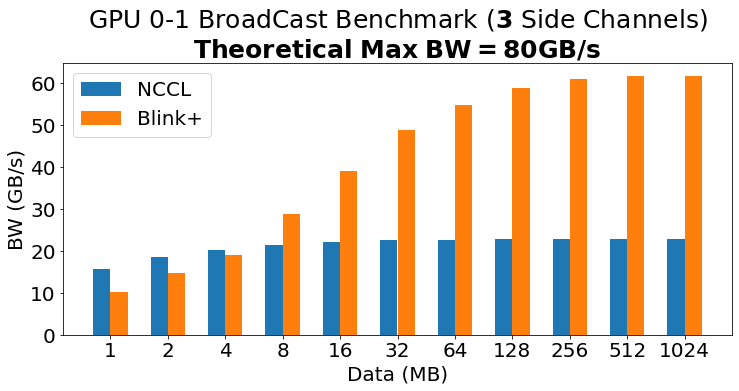 GPU 0-1 BroadCast Benchmark (3 Side Channels)
Theoretical Max BW = 80GB/s
NCCL
Blink+
BW (GB/s)
60
50
40
30
20
10
0
1 2 4 8 16 32 64 128 256 512 1024
Data (MB)